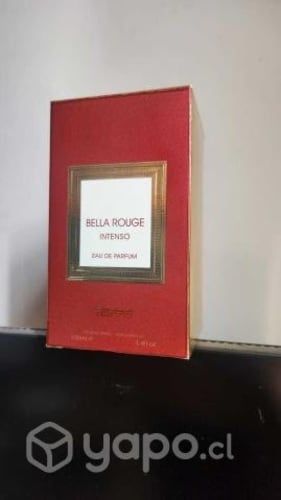 BELLA ROUGE
INTENSO
EAU DE PARFUM
yapo.cl